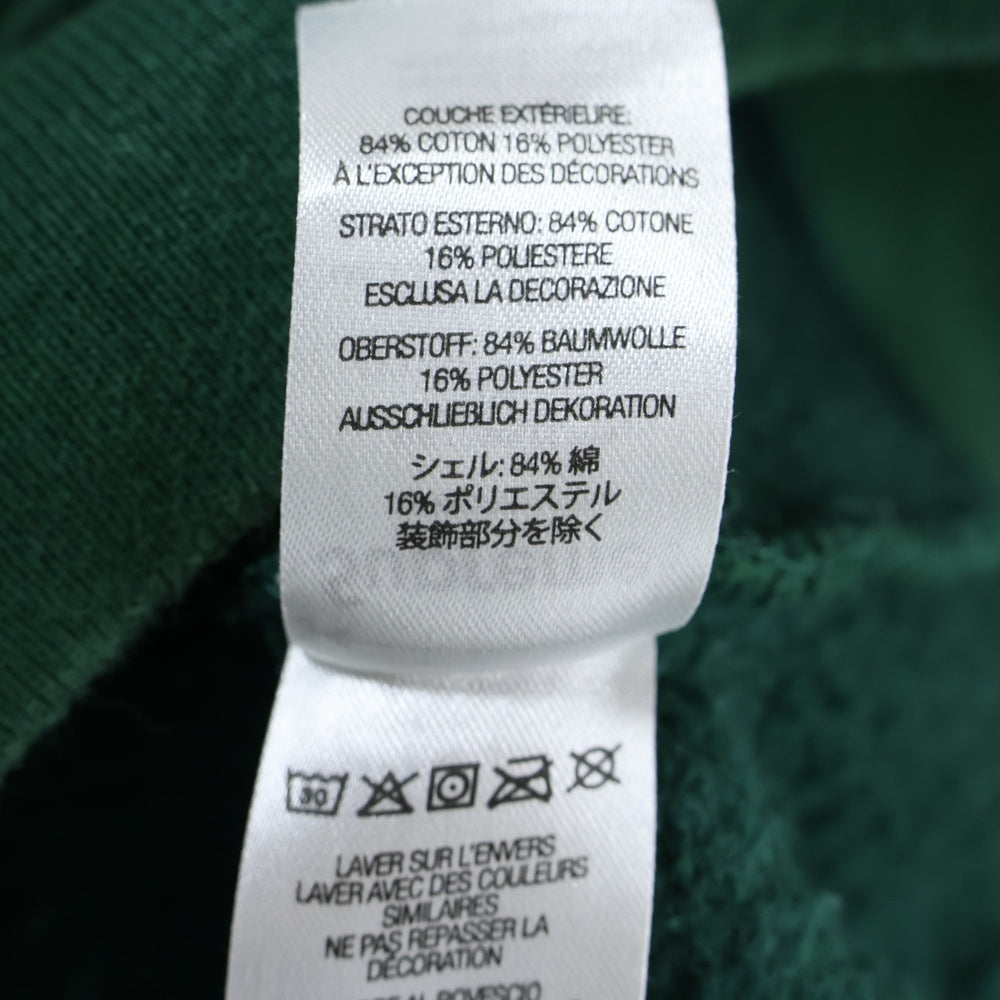 COUCHE EXTÉRIEURE:
84% COTON 16% POLYESTER
À L'EXCEPTION DES DÉCORATIONS
STRATO ESTERNO: 84% COTONE
16% POLIESTERE
ESCLUSA LA DECORAZIONE
OBERSTOFF: 84% BAUMWOLLE
16% POLYESTER
AUSSCHLIEßLICH DEKORATION
シェル: 84% 綿
16% ポリエステル
装飾部分を除く
30
LAVER SUR L'ENVERS
LAVER AVEC DES COULEURS
SIMILAIRES
NE PAS REPASSER LA
DÉCORATION
AL ROVESCIO